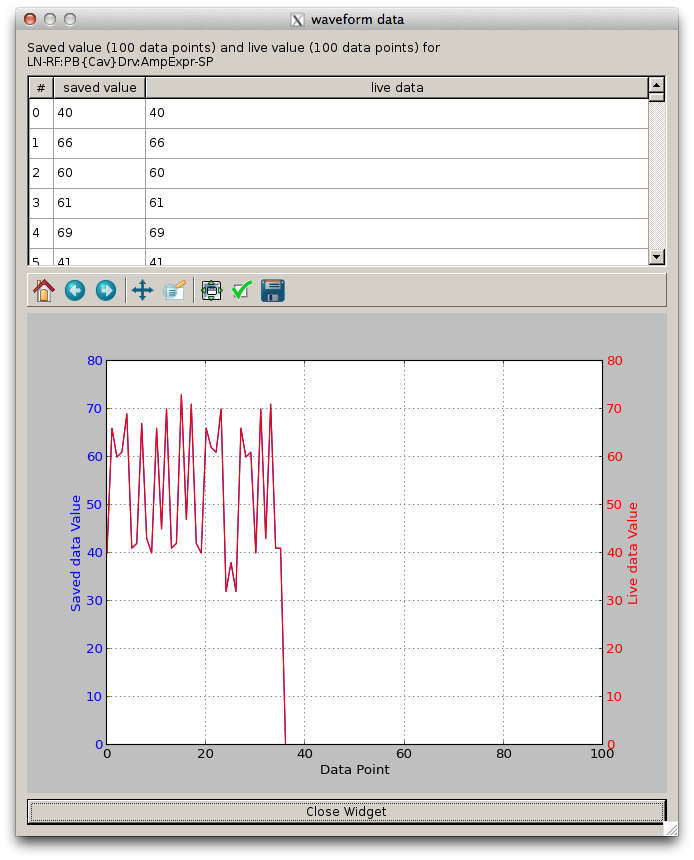 waveform data
Saved value (100 data points) and live value (100 data points) for
LN-RF:PB{Cav}Drv:AmpExpr-SP
# saved value live data
0 40 40
1 66 66
2 60 60
3 61 61
4 69 69
5 41 41
80 80
70 70
60 60
50 50
40 40
30 30
20 20
10 10
0 0
Saved data Value
Live data Value
0 20 40 60 80 100
Data Point
Close Widget